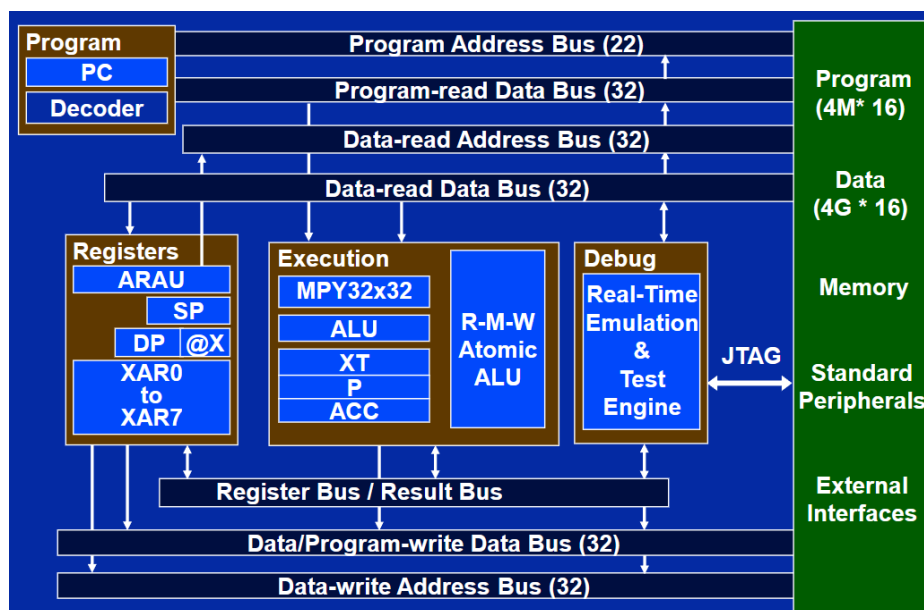 Program
PC
Decoder
Program Address Bus (22)
Program-read Data Bus (32)
Data-read Address Bus (32)
Data-read Data Bus (32)
Registers
ARAU
SP
DP
@X
XAR0
to
XAR7
Execution
MPY32x32
ALU
XT
P
ACC
R-M-W
Atomic
ALU
Debug
Real-Time
Emulation
&
Test
Engine
JTAG
Register Bus / Result Bus
Data/Program-write Data Bus (32)
Data-write Address Bus (32)
Program
(4M* 16)
Data
(4G * 16)
Memory
Standard
Peripherals
External
Interfaces